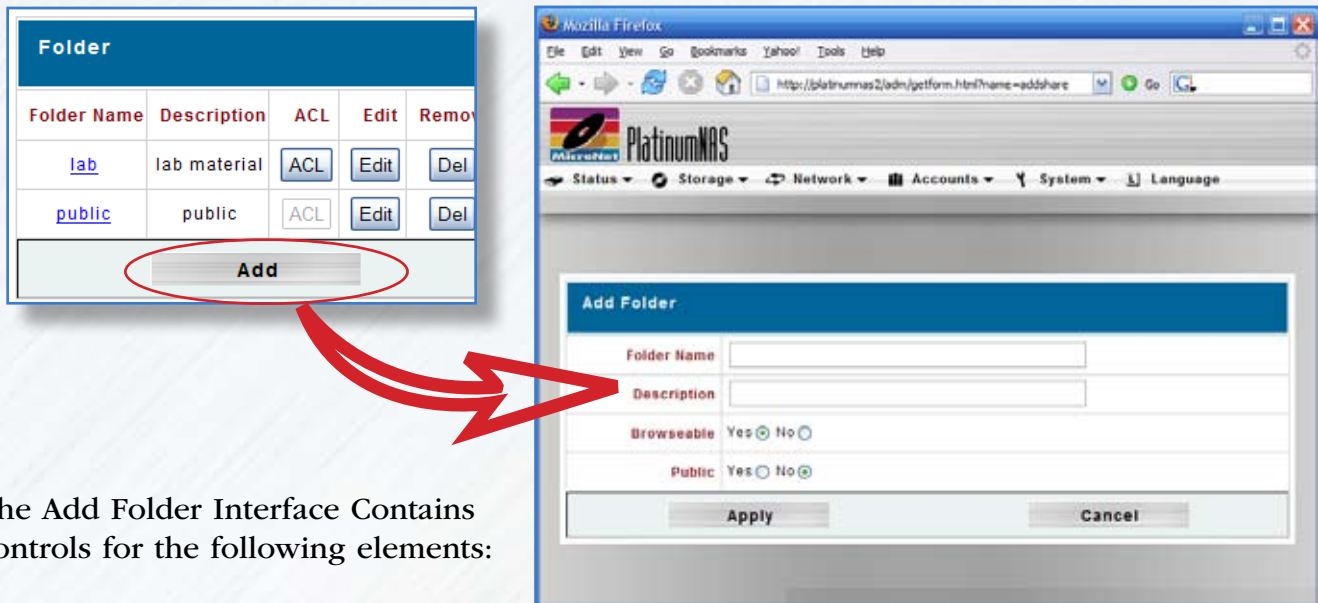 Folder
Folder Name Description ACL Edit Remov
lab lab material ACL Edit Del
public public ACL Edit Del
Add
he Add Folder Interface Contains
ontrols for the following elements:
Mozilla Firefox
File Edit View Go Bookmarks Yahoo! Tools Help
http://platinumnas2/adm/getform.html?name=addshare Go
MicroNet PlatinumNAS
Status Storage Network Accounts System Language
Add Folder
Folder Name
Description
Browseable Yes No
Public Yes No
Apply Cancel